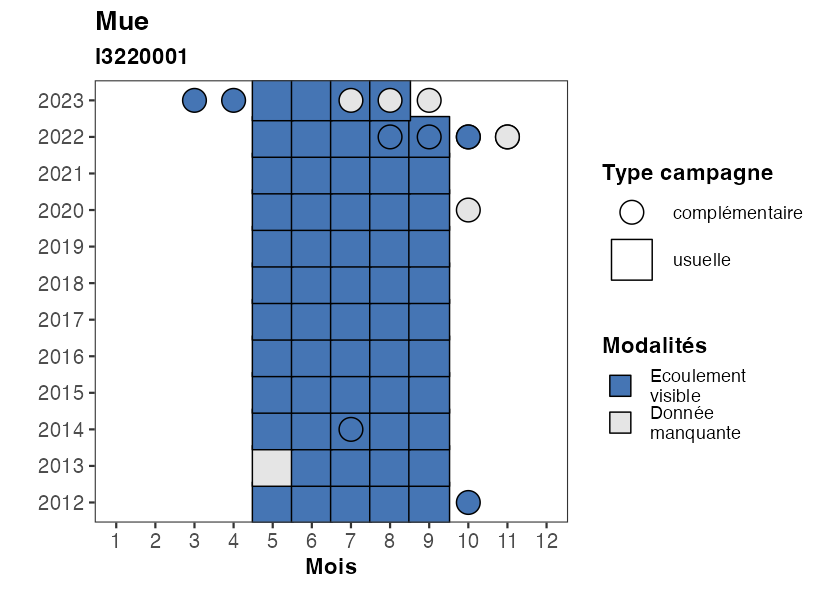 Mue
I3220001
2023
2022
2021
2020
2019
2018
2017
2016
2015
2014
2013
2012
1 2 3 4 5 6 7 8 9 10 11 12
Mois
Type campagne
complémentaire
usuelle
Modalités
Ecoulement
visible
Donnée
manquante